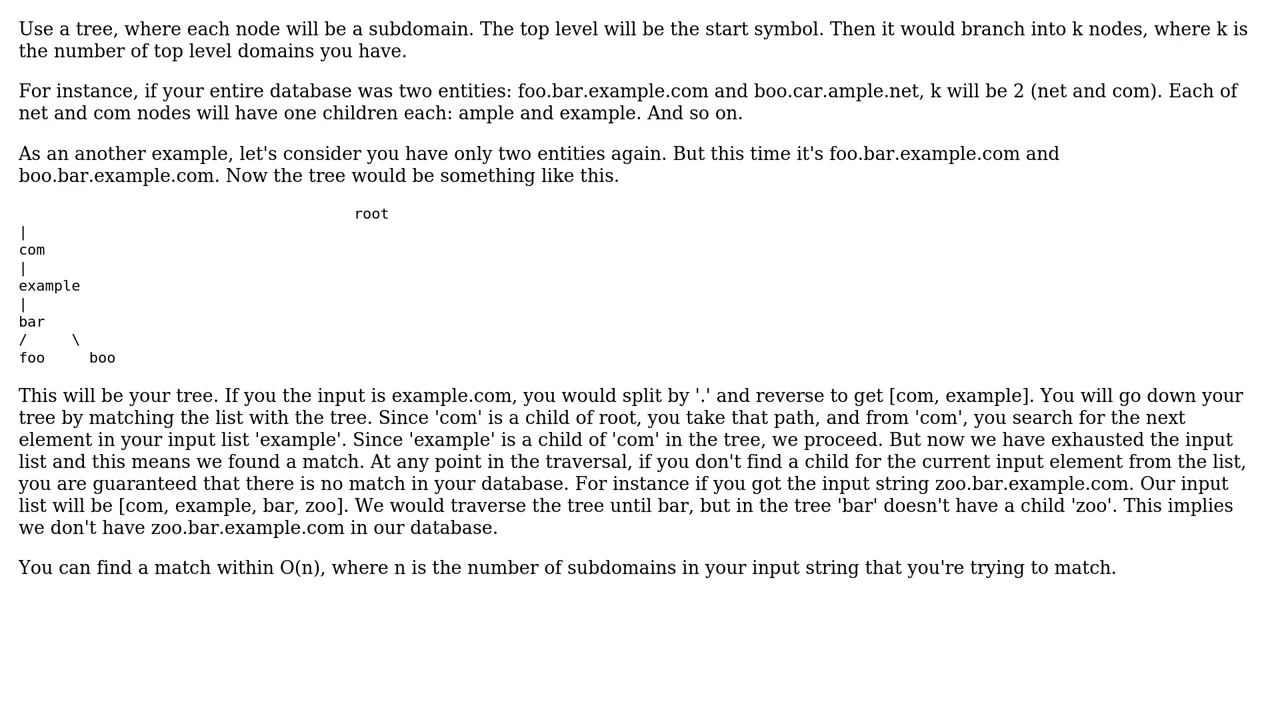 Use a tree, where each node will be a subdomain. The top level will be the start symbol. Then it would branch into k nodes, where k is
the number of top level domains you have.
For instance, if your entire database was two entities: foo.bar.example.com and boo.car.ample.net, k will be 2 (net and com). Each of
net and com nodes will have one children each: ample and example. And so on.
As an another example, let's consider you have only two entities again. But this time it's foo.bar.example.com and
boo.bar.example.com. Now the tree would be something like this.
root
|
com
|
example
|
bar
/     \
foo     boo
This will be your tree. If you the input is example.com, you would split by '.' and reverse to get [com, example]. You will go down your
tree by matching the list with the tree. Since 'com' is a child of root, you take that path, and from 'com', you search for the next
element in your input list 'example'. Since 'example' is a child of 'com' in the tree, we proceed. But now we have exhausted the input
list and this means we found a match. At any point in the traversal, if you don't find a child for the current input element from the list,
you are guaranteed that there is no match in your database. For instance if you got the input string zoo.bar.example.com. Our input
list will be [com, example, bar, zoo]. We would traverse the tree until bar, but in the tree 'bar' doesn't have a child 'zoo'. This implies
we don't have zoo.bar.example.com in our database.
You can find a match within O(n), where n is the number of subdomains in your input string that you're trying to match.